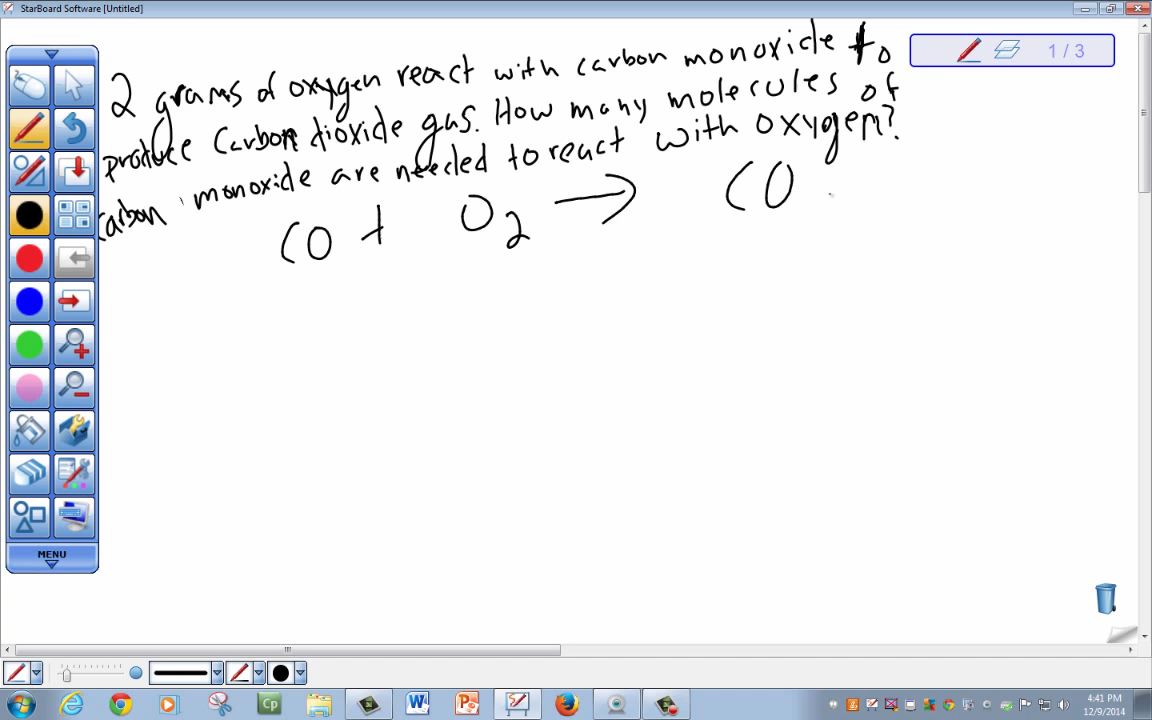 StarBoard Software [Untitled]
1 / 3
2 grams of oxygen react with carbon monoxide to
produce carbon dioxide gas. How many molecules of
carbon monoxide are needed to react with oxygen?
CO + O2 → CO
MENU
Cp
W
P
4:41 PM
12/9/2014